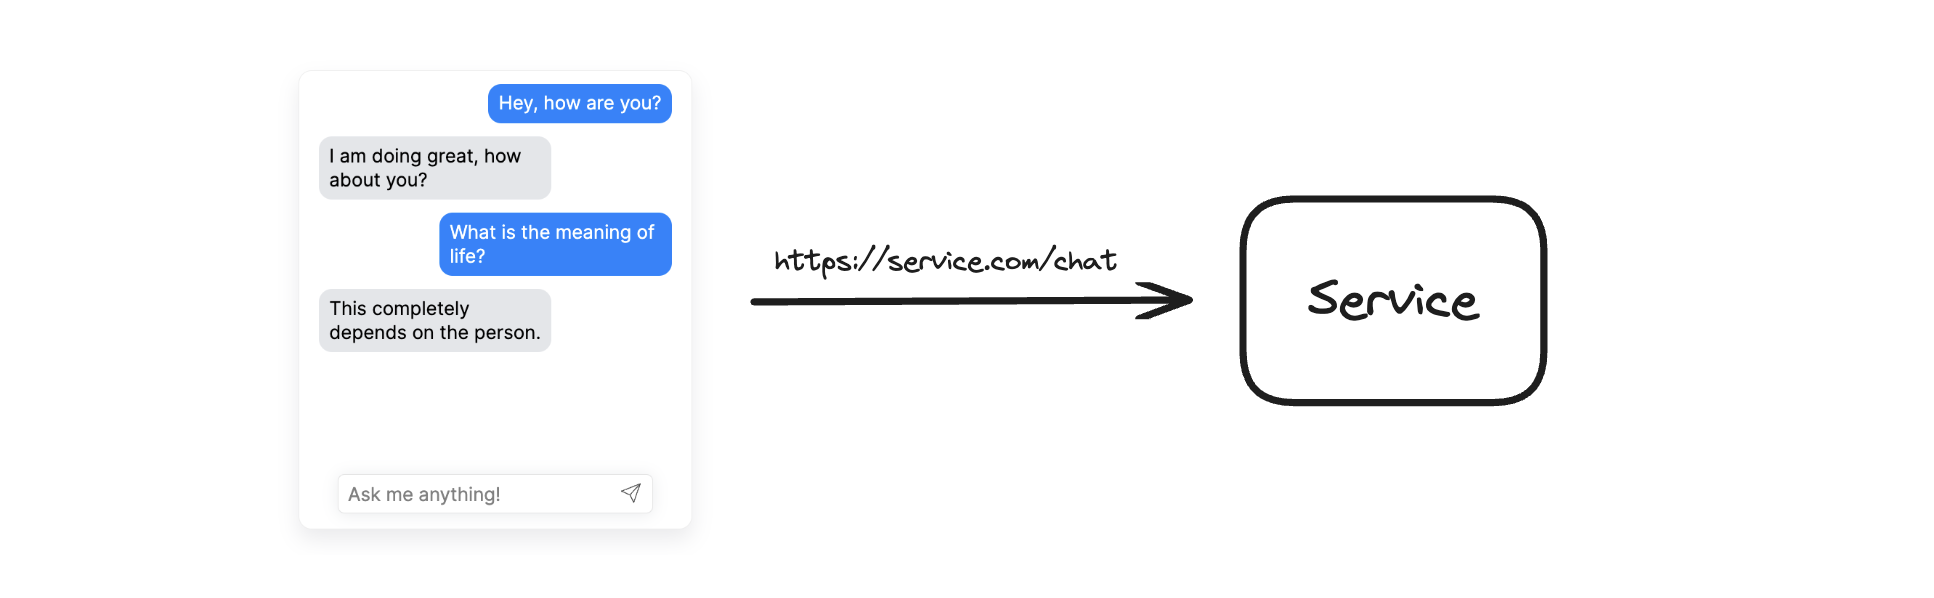 Hey, how are you?
I am doing great, how
about you?
What is the meaning of
life?
This completely
depends on the person.
Ask me anything!
https://service.com/chat
Service